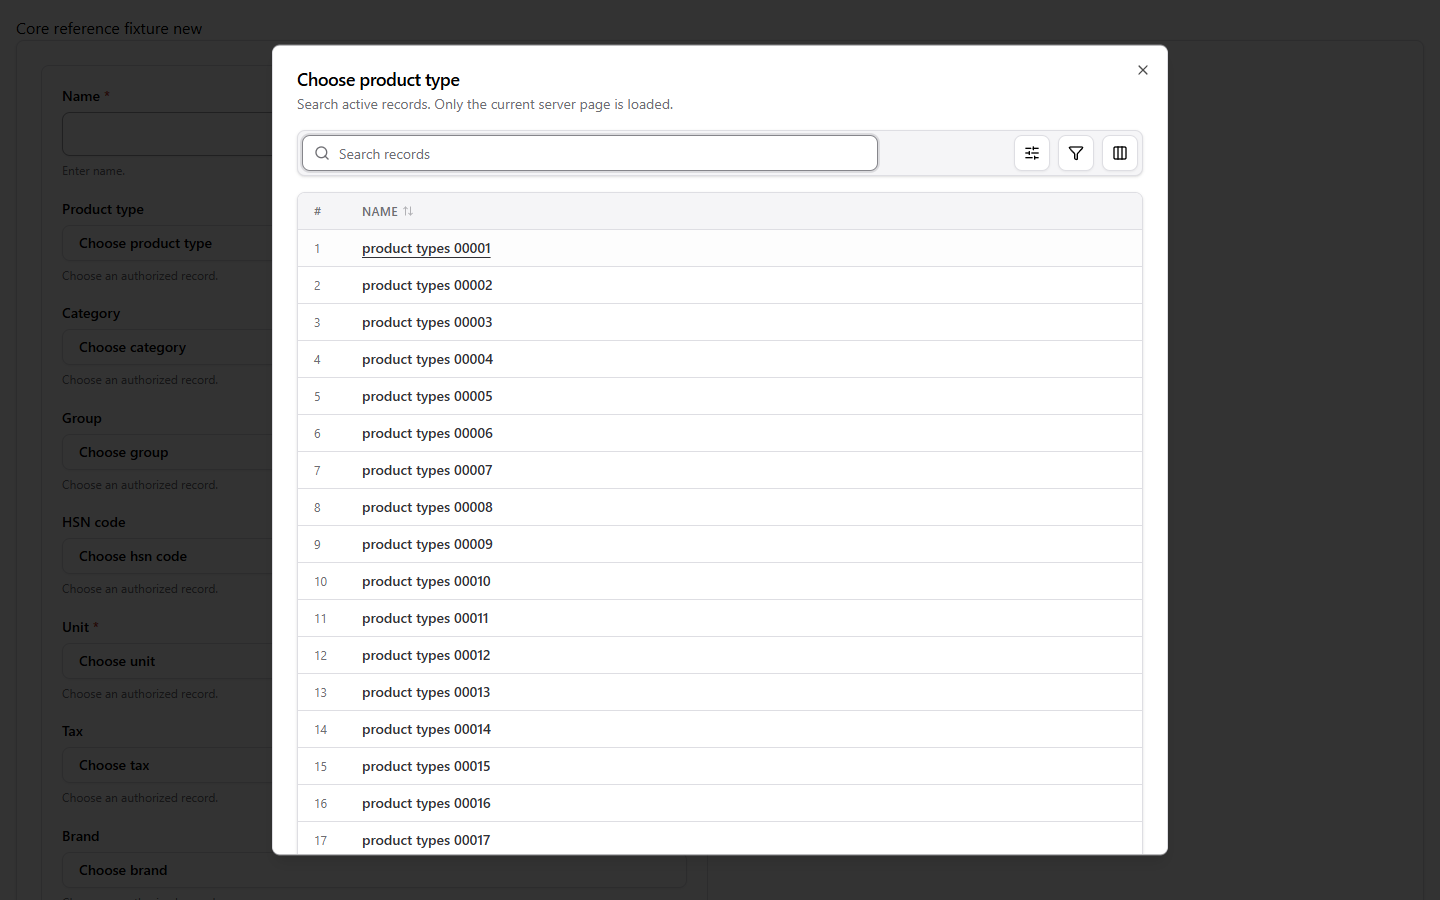 Core reference fixture new
Choose product type
Search active records. Only the current server page is loaded.
Search records
# NAME
1 product types 00001
2 product types 00002
3 product types 00003
4 product types 00004
5 product types 00005
6 product types 00006
7 product types 00007
8 product types 00008
9 product types 00009
10 product types 00010
11 product types 00011
12 product types 00012
13 product types 00013
14 product types 00014
15 product types 00015
16 product types 00016
17 product types 00017
Name *
Enter name.
Product type
Choose product type
Choose an authorized record.
Category
Choose category
Choose an authorized record.
Group
Choose group
Choose an authorized record.
HSN code
Choose hsn code
Choose an authorized record.
Unit *
Choose unit
Choose an authorized record.
Tax
Choose tax
Choose an authorized record.
Brand
Choose brand